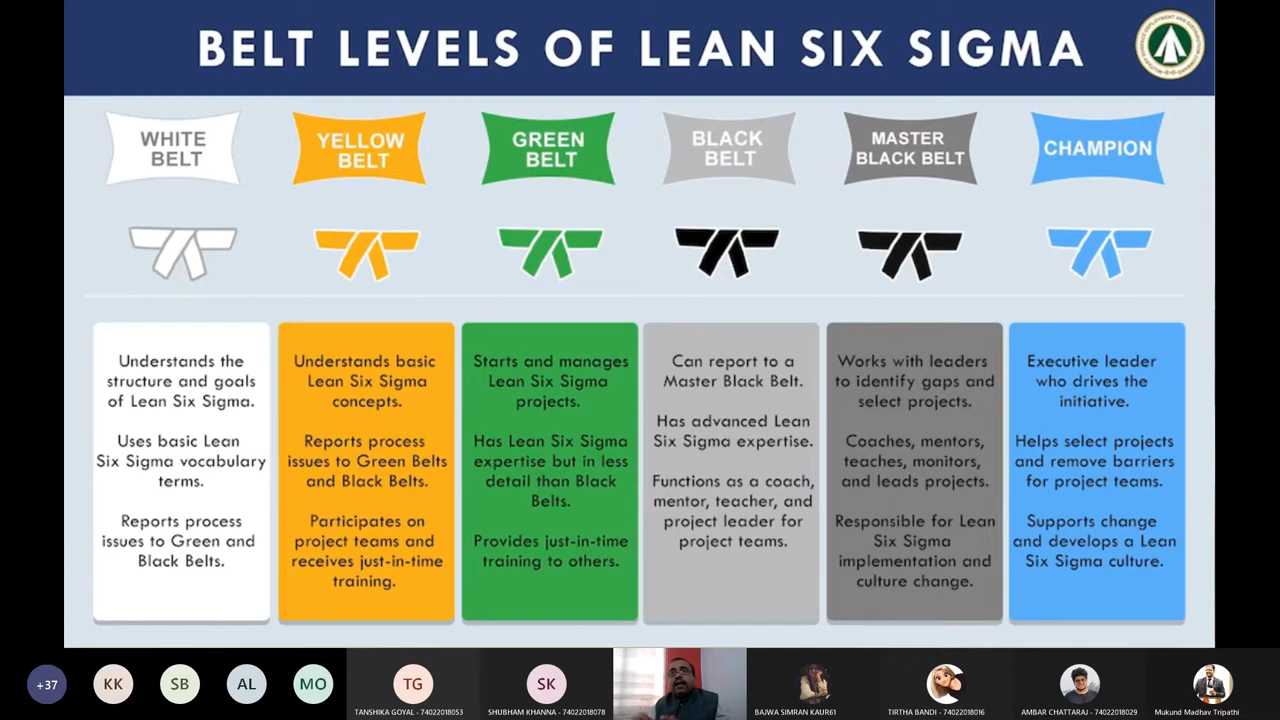 BELT LEVELS OF LEAN SIX SIGMA
WHITE
BELT
YELLOW
BELT
GREEN
BELT
BLACK
BELT
MASTER
BLACK BELT
CHAMPION
Understands the
structure and goals
of Lean Six Sigma.
Uses basic Lean
Six Sigma vocabulary
terms.
Reports process
issues to Green and
Black Belts.
Understands basic
Lean Six Sigma
concepts.
Reports process
issues to Green Belts
and Black Belts.
Participates on
project teams and
receives just-in-time
training.
Starts and manages
Lean Six Sigma
projects.
Has Lean Six Sigma
expertise but in less
detail than Black
Belts.
Provides just-in-time
training to others.
Can report to a
Master Black Belt.
Has advanced Lean
Six Sigma expertise.
Functions as a coach,
mentor, teacher, and
project leader for
project teams.
Works with leaders
to identify gaps and
select projects.
Coaches, mentors,
teaches, monitors,
and leads projects.
Responsible for Lean
Six Sigma
implementation and
culture change.
Executive leader
who drives the
initiative.
Helps select projects
and remove barriers
for project teams.
Supports change
and develops a Lean
Six Sigma culture.
+37
KK
SB
AL
MO
TG
TANSHIKA GOYAL - 74022018053
SK
SHUBHAM KHANNA - 74022018078
BAJWA SIMRAN KAUR61
TIRTHA BANDI - 74022018016
AMBAR CHATTARAJ - 74022018029
Mukund Madhav Tripathi